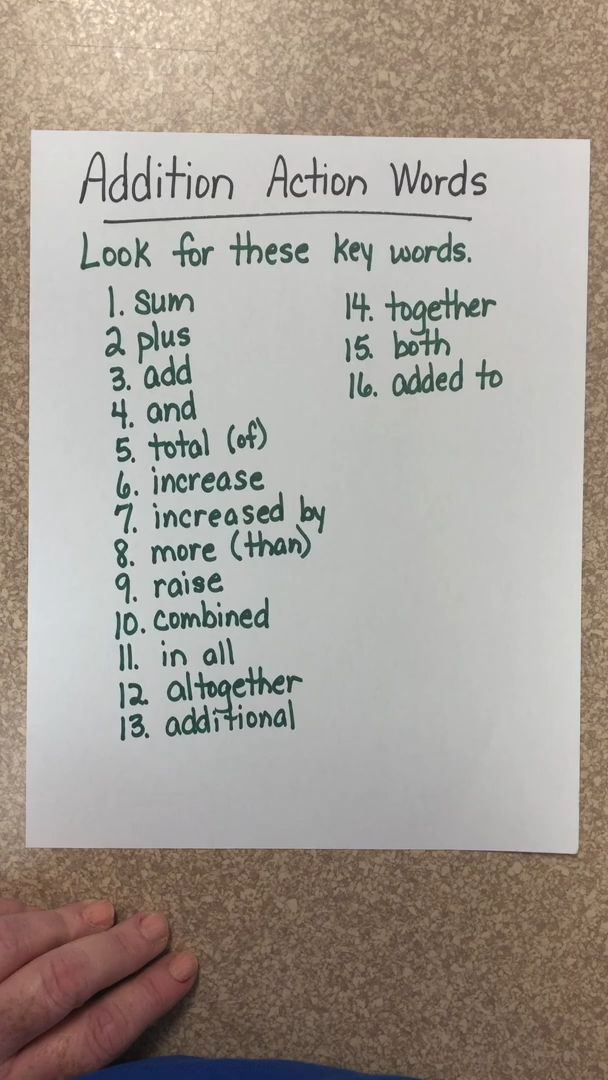 Addition Action Words
Look for these key words.
1. sum
2 plus
3. add
4. and
5. total (of)
6. increase
7. increased by
8. more (than)
9. raise
10. combined
11. in all
12 altogether
13. additional
14. together
15. both
16. added to